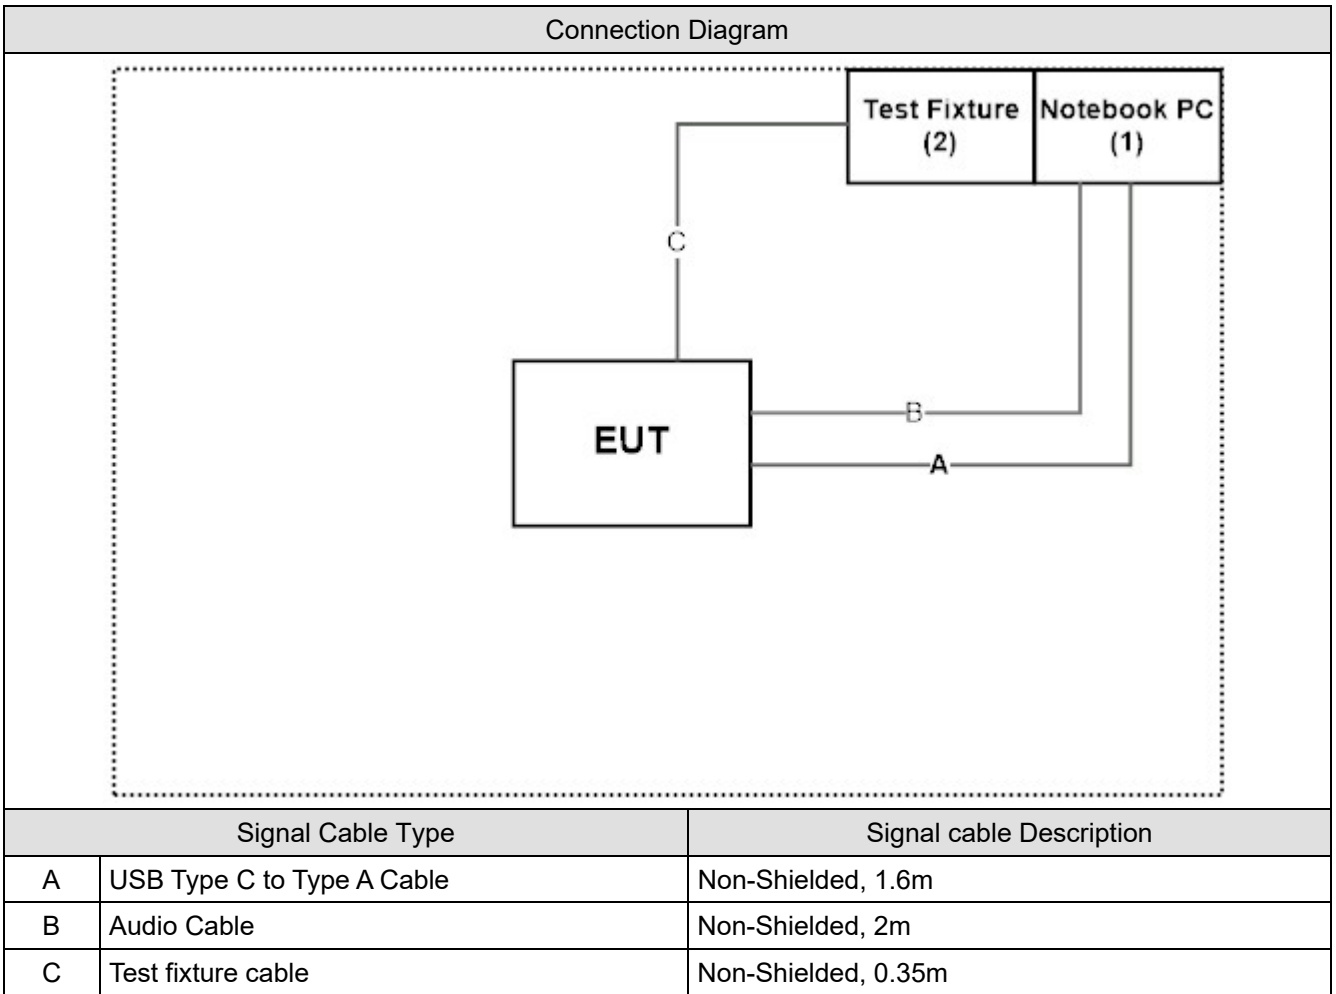 Connection Diagram
Test Fixture
(2)
Notebook PC
(1)
C
B
EUT
A
Signal Cable Type
Signal cable Description
A
USB Type C to Type A Cable
Non-Shielded, 1.6m
B
Audio Cable
Non-Shielded, 2m
C
Test fixture cable
Non-Shielded, 0.35m